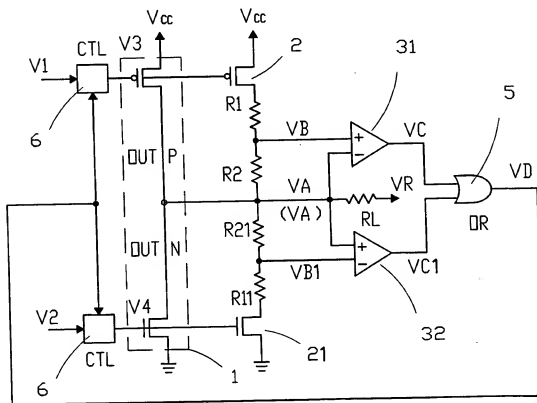 Vcc
Vcc
V3
CTL
2
31
V1
R1
6
VB
+
VC
5
OUT P
R2
-
VD
VA
VR
(VA)
RL
OR
OUT N
R21
+
VB1
-
VC1
V4
R11
V2
32
CTL
21
6
1